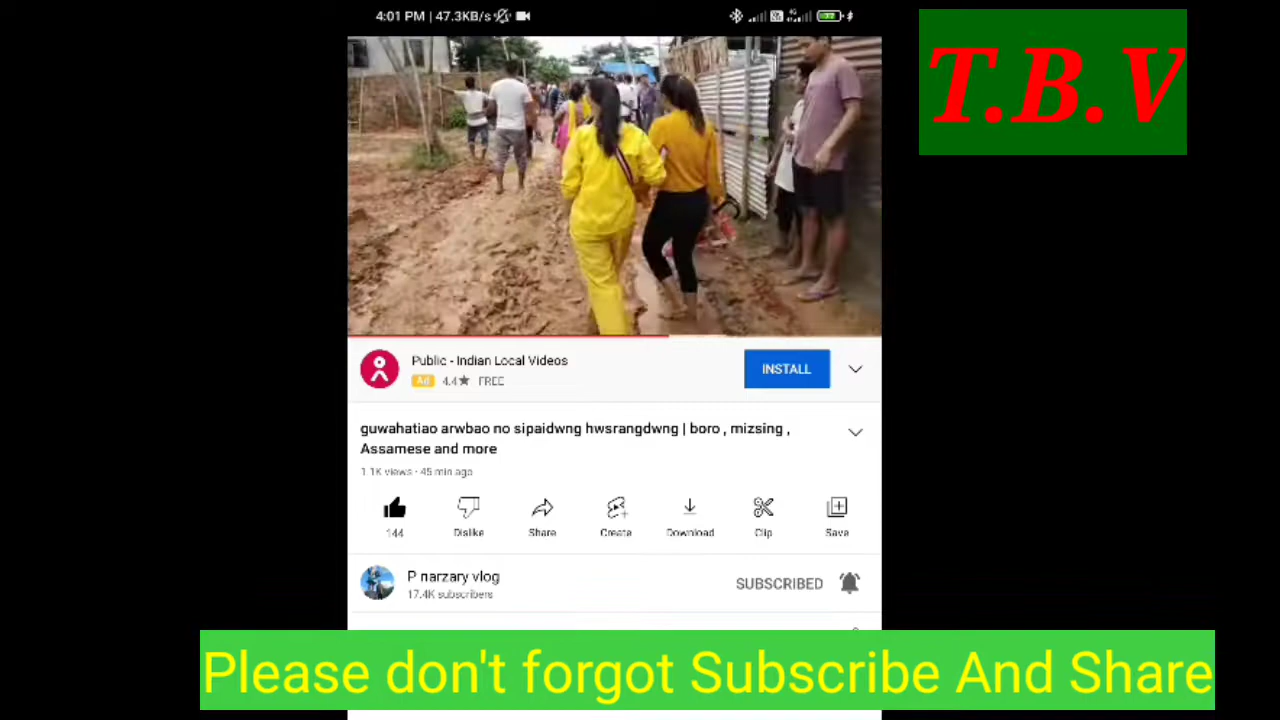 4:01 PM | 47.3KB/s
T.B.V
Public - Indian Local Videos
Ad 4.4★ FREE
INSTALL
guwahatiao arwbao no sipaidwng hwsrangdwng | boro , mizsing ,
Assamese and more
1.1K views · 45 min ago
144
Dislike
Share
Create
Download
Clip
Save
P narzary vlog
17.4K subscribers
SUBSCRIBED
Please don't forgot Subscribe And Share